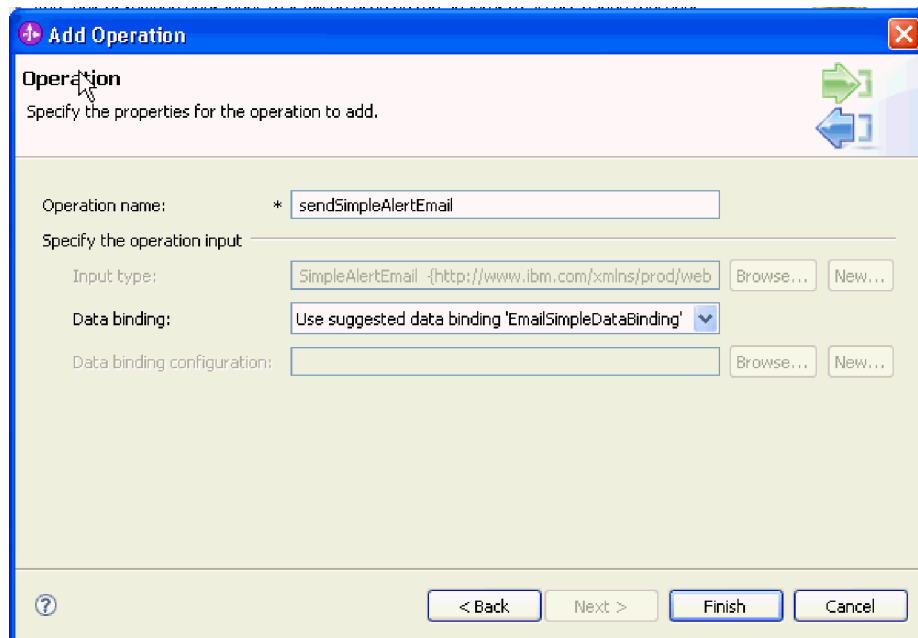 Add Operation
Operation
Specify the properties for the operation to add.
Operation name: * sendSimpleAlertEmail
Specify the operation input
Input type: SimpleAlertEmail -{http://www.ibm.com/xmlns/prod/web Browse... New...
Data binding: Use suggested data binding 'EmailSimpleDataBinding'
Data binding configuration: Browse... New...
? < Back Next > Finish Cancel